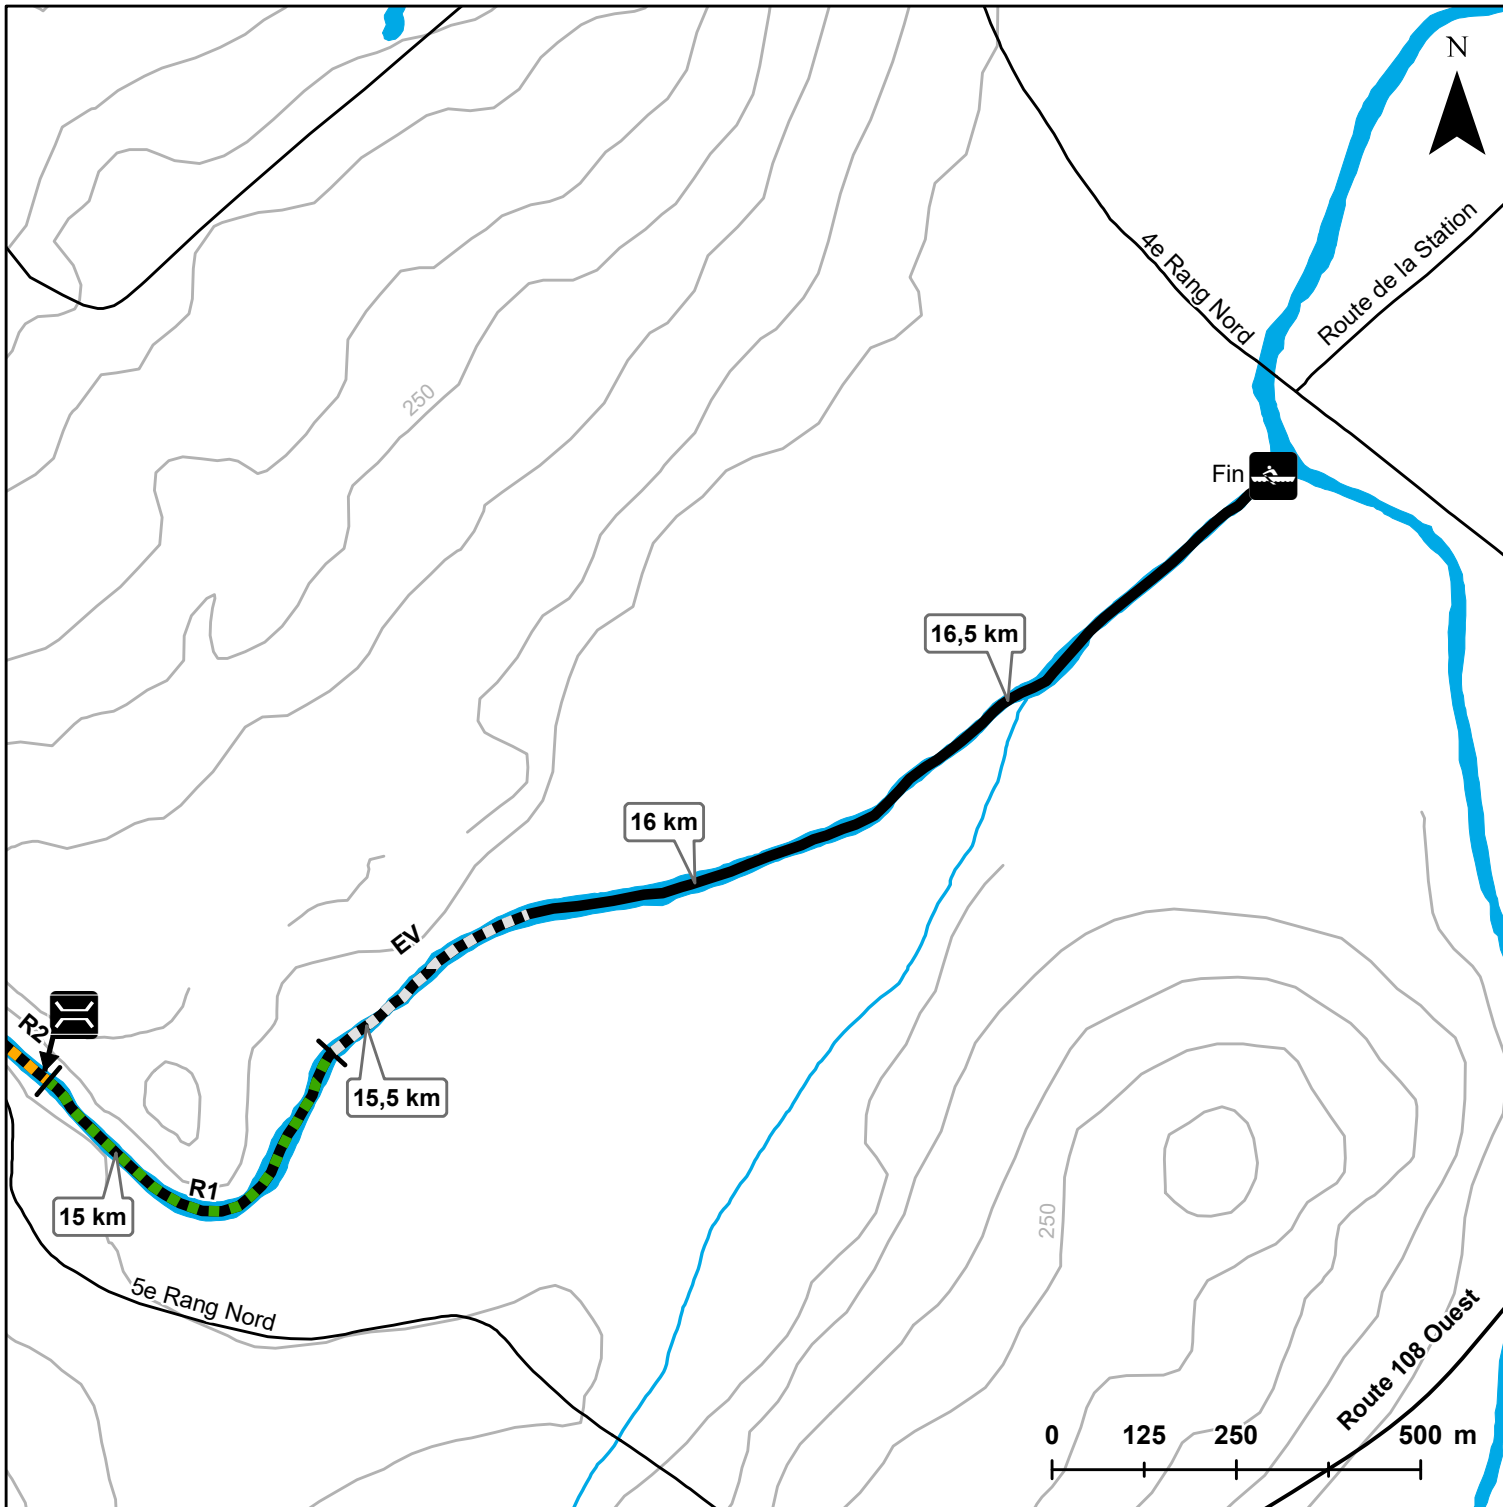 N
4e Rang Nord
Route de la Station
250
Fin
16,5 km
16 km
EV
R2
15,5 km
R1
15 km
250
5e Rang Nord
Route 108 Ouest
0 125 250 500 m